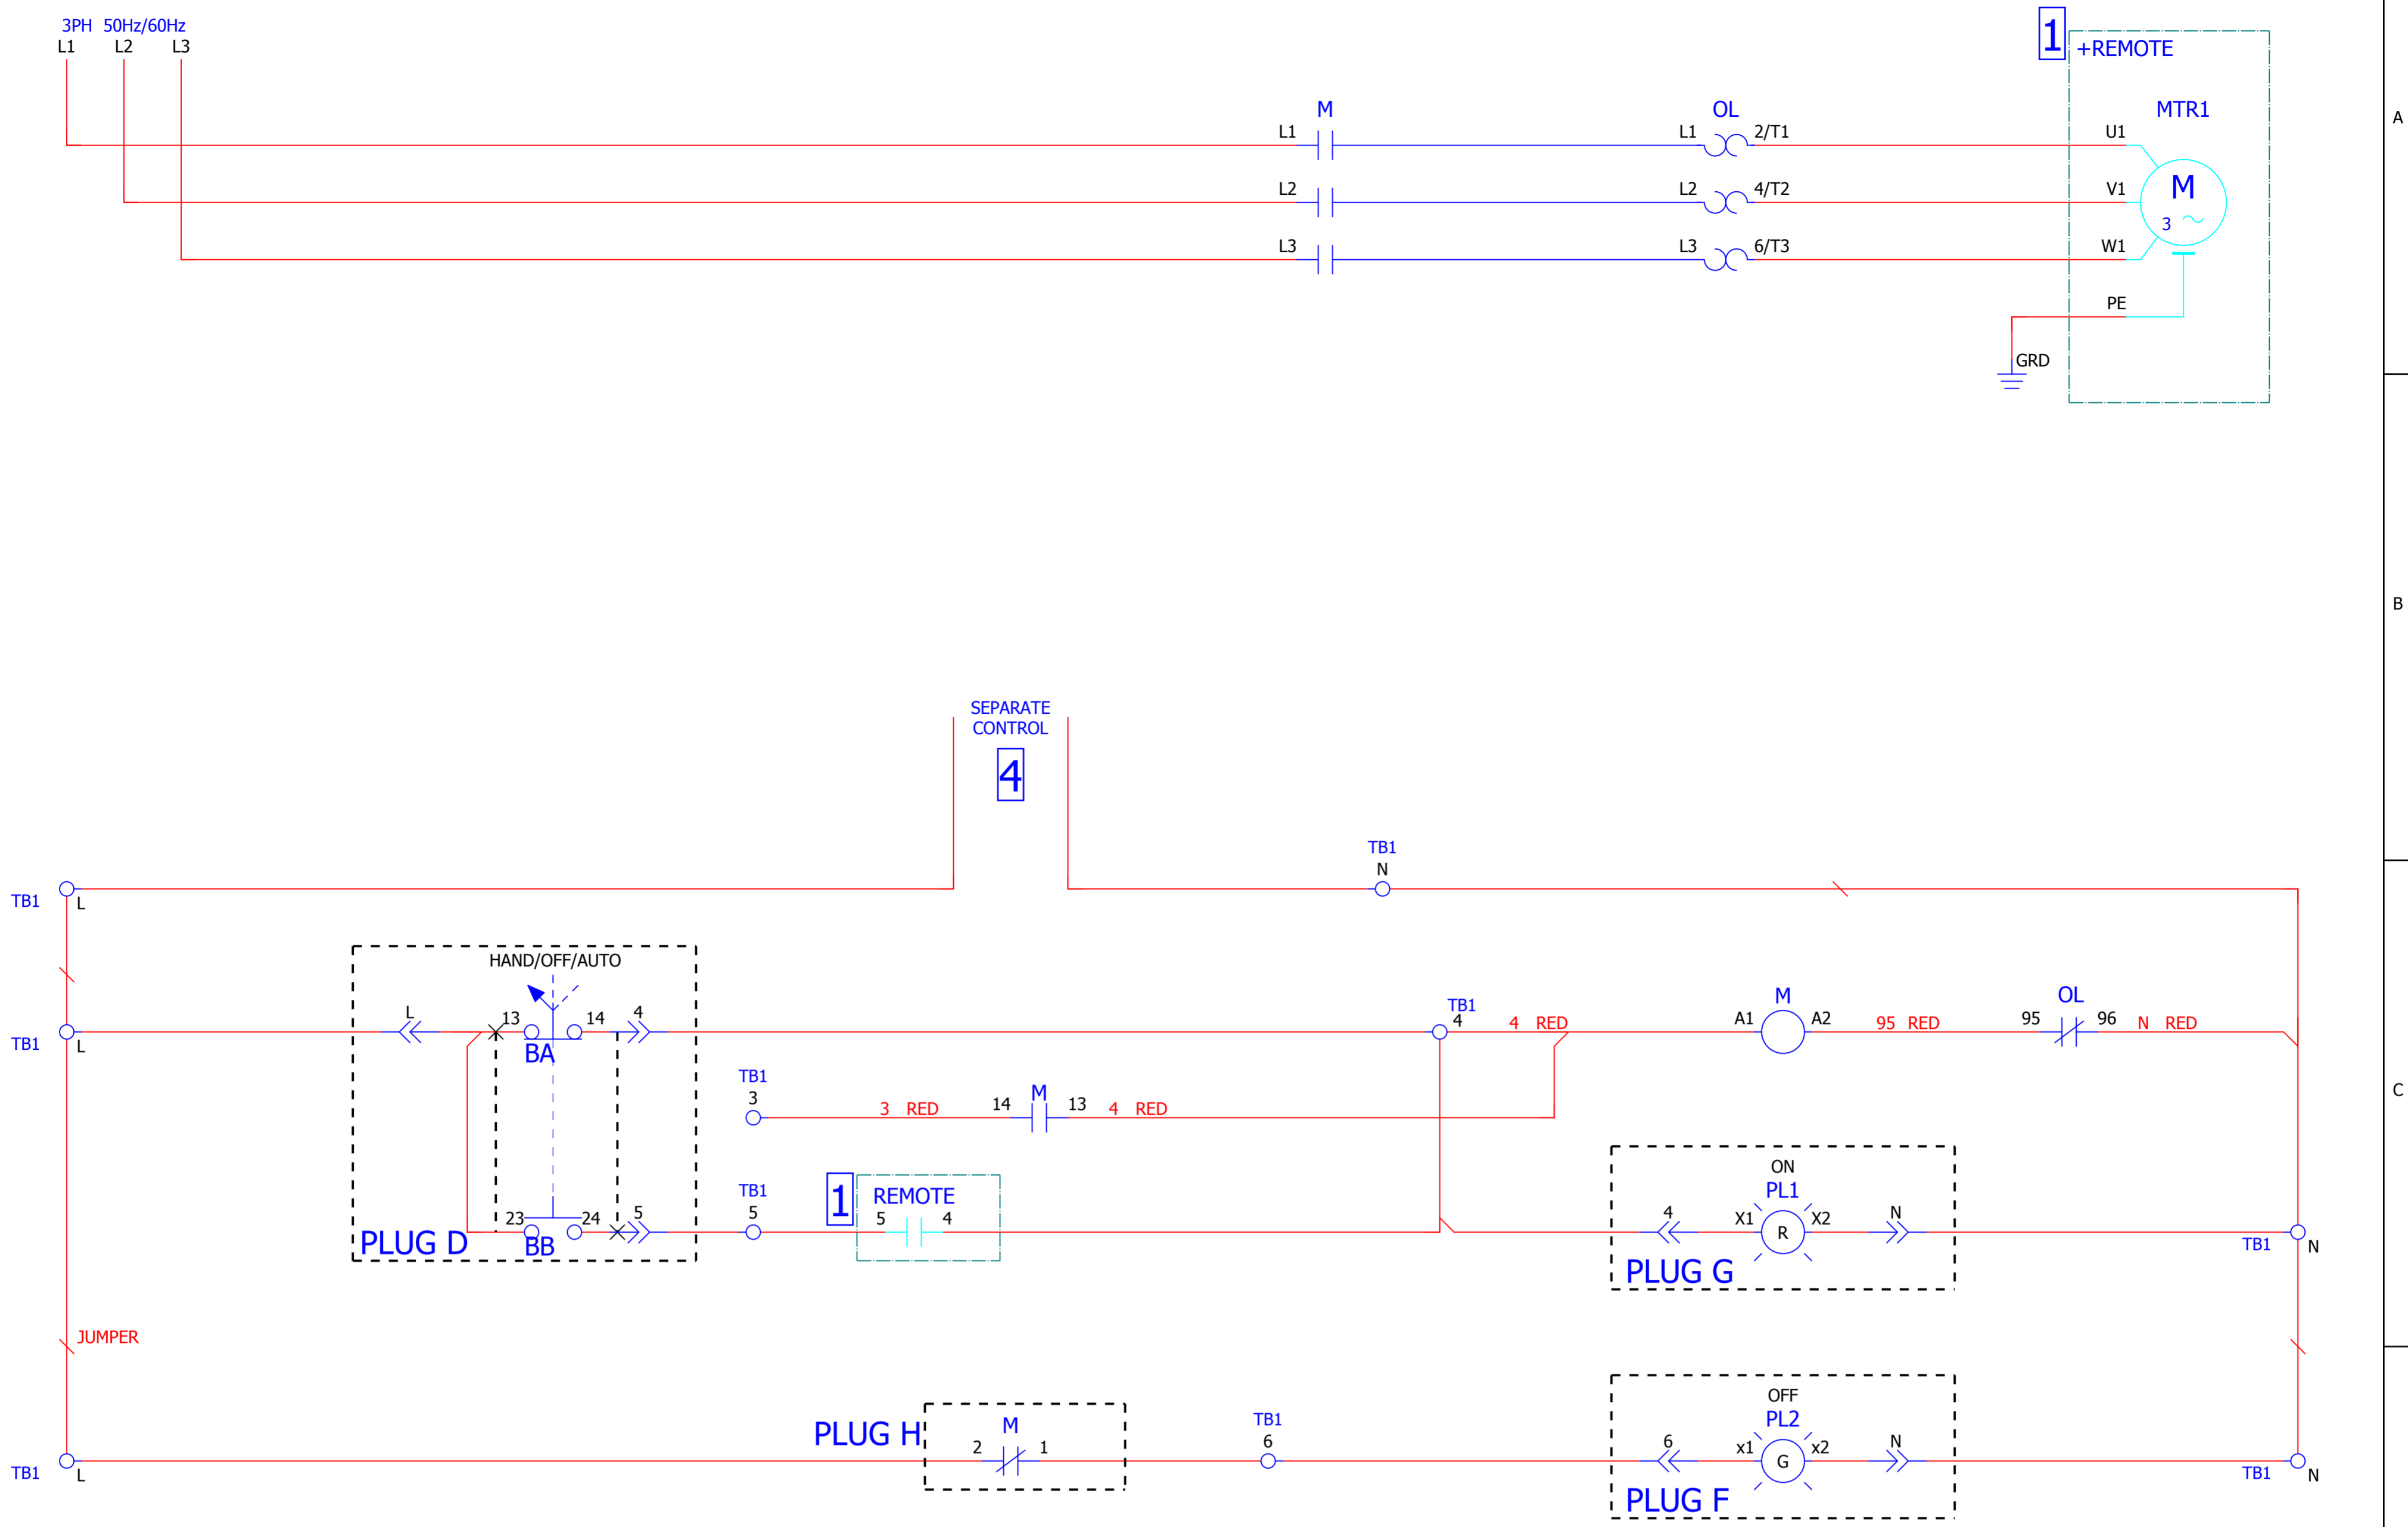 3PH 50Hz/60Hz
L1 L2 L3
1 +REMOTE
M OL MTR1
A
L1 L1 2/T1 U1
L2 L2 4/T2 V1 M
3
L3 L3 6/T3 W1
PE
GRD
B
SEPARATE
CONTROL
4
TB1
N
TB1 L
HAND/OFF/AUTO
L 13 14 4
TB1 L
BA
TB1
4
4 RED
M
A1 A2
95 RED
OL
95 96
N RED
C
TB1
3
3 RED
14 M 13
4 RED
TB1
5
23 24 5
BB
PLUG D
1 REMOTE
5 4
ON
PL1
4 X1 R X2 N
PLUG G
TB1 N
JUMPER
PLUG H
M
2 1
TB1
6
OFF
PL2
6 x1 G x2 N
PLUG F
TB1 L
TB1 N